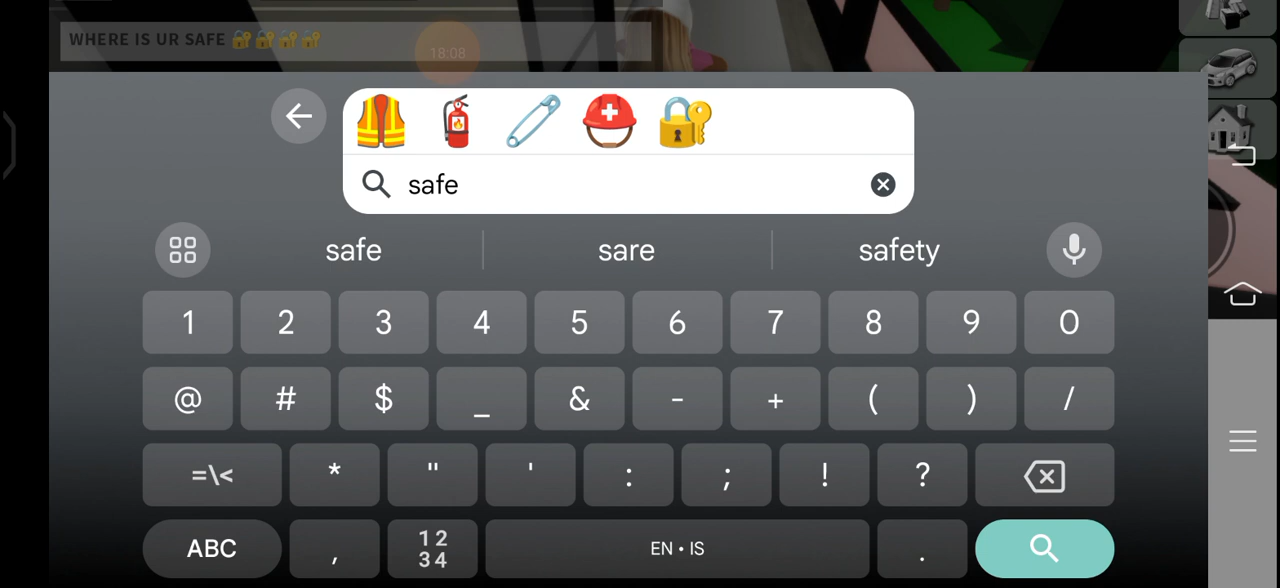 WHERE IS UR SAFE 🔐🔐🔐🔐
18:08
safe
safe sare safety
1 2 3 4 5 6 7 8 9 0
@ # $ _ & - + ( ) /
=\< * " ' : ; ! ?
ABC , 12 34 EN • IS .